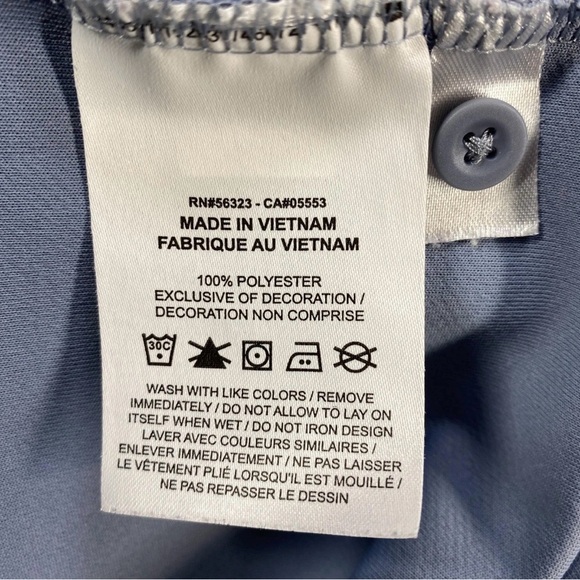 RN#56323 - CA#05553
MADE IN VIETNAM
FABRIQUE AU VIETNAM
100% POLYESTER
EXCLUSIVE OF DECORATION /
DECORATION NON COMPRISE
30C
WASH WITH LIKE COLORS / REMOVE
IMMEDIATELY / DO NOT ALLOW TO LAY ON
ITSELF WHEN WET / DO NOT IRON DESIGN
LAVER AVEC COULEURS SIMILAIRES /
ENLEVER IMMEDIATEMENT / NE PAS LAISSER
LE VÊTEMENT PLIÉ LORSQU'IL EST MOUILLÉ /
NE PAS REPASSER LE DESSIN